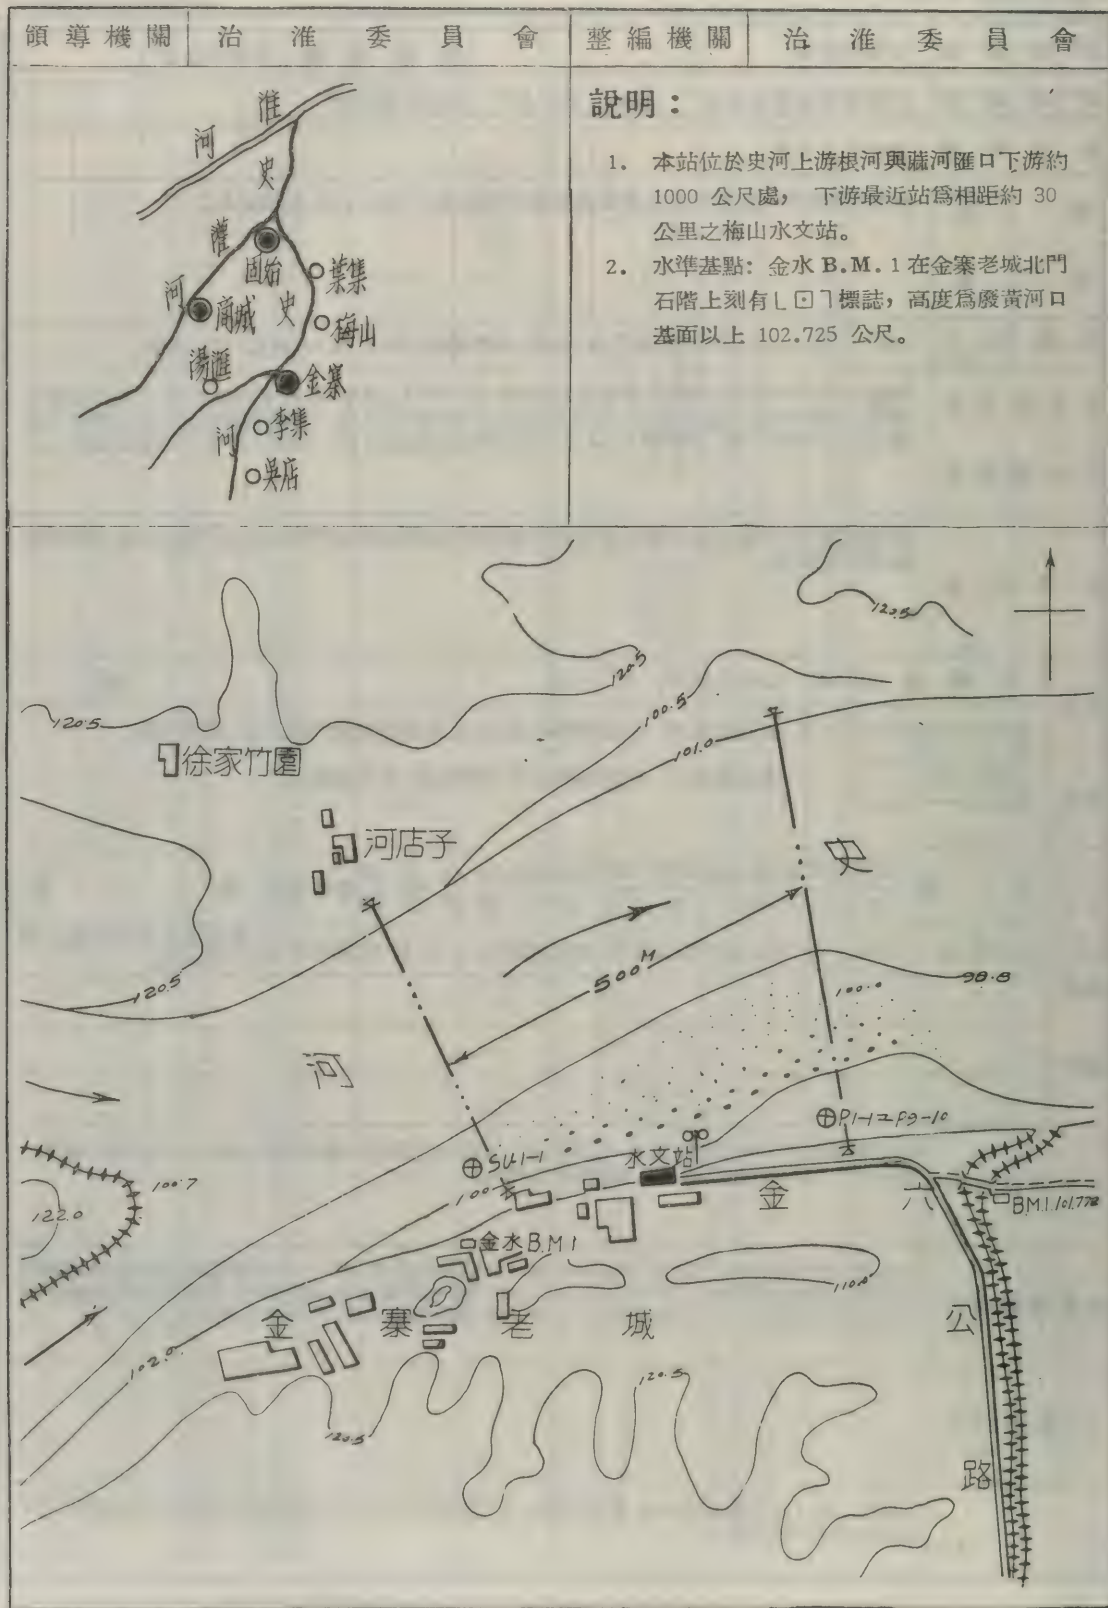 領導機關 治淮委員會 整編機關 治淮委員會
淮
河
史
灌
固始
葉集
河
商城
史
梅山
湯匯
金寨
李集
河
吳店
說明：
1. 本站位於史河上游根河與𤄷河匯口下游約
1000 公尺處， 下游最近站爲相距約 30
公里之梅山水文站。
2. 水準基點：金水 B.M.1 在金寨老城北門
石階上刻有［⊡］標誌，高度爲廢黃河口
基面以上 102.725 公尺。
120.5
120.5
120.5
100.5
101.0
徐家竹園
河店子
史
500M
120.5
98.8
100.0
河
P1-1=P9-10
SU1-1
水文站
100.7
122.0
金六
BM.1.101.778
金水 B.M 1
110.0
金寨老城
公
102.0
120.5
120.5
路